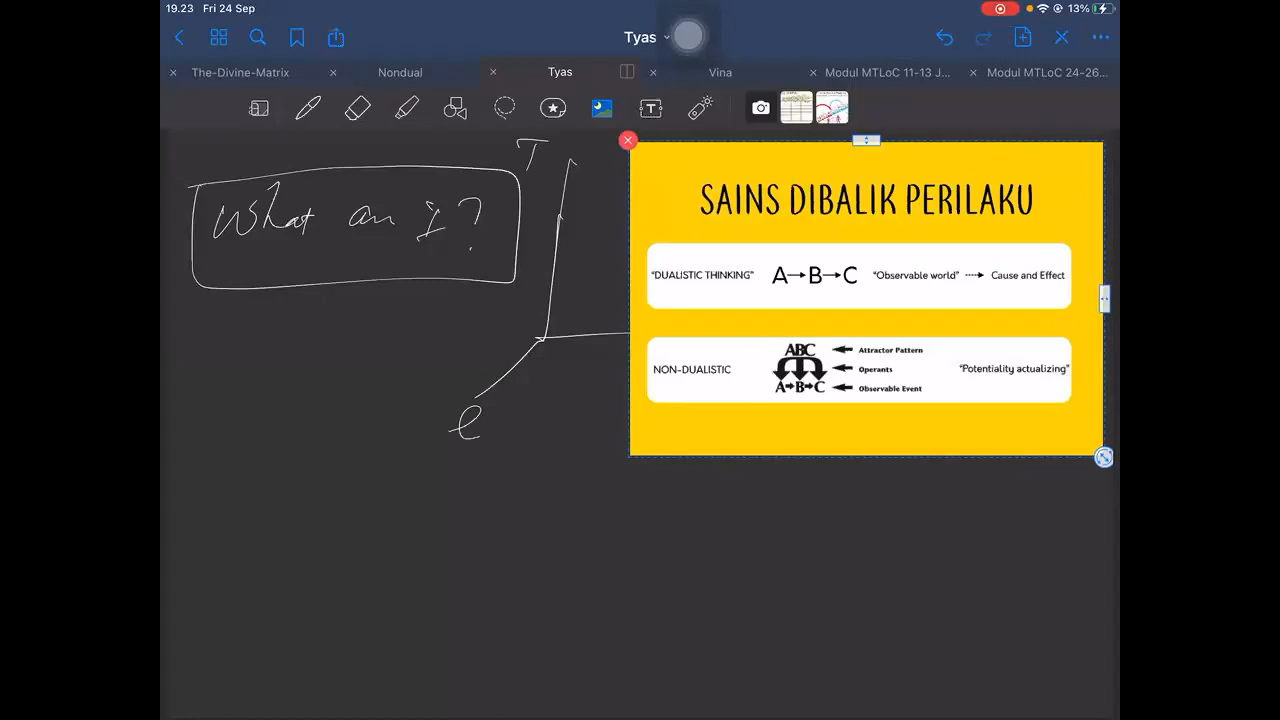 19.23 Fri 24 Sep
13%
Tyas
The-Divine-Matrix
Nondual
Tyas
Vina
Modul MTLoC 11-13 J...
Modul MTLoC 24-26...
T
What am I?
e
SAINS DIBALIK PERILAKU
"DUALISTIC THINKING" A→B→C "Observable world" ⇢ Cause and Effect
ABC ← Attractor Pattern
NON-DUALISTIC ← Operants "Potentiality actualizing"
A→B→C ← Observable Event